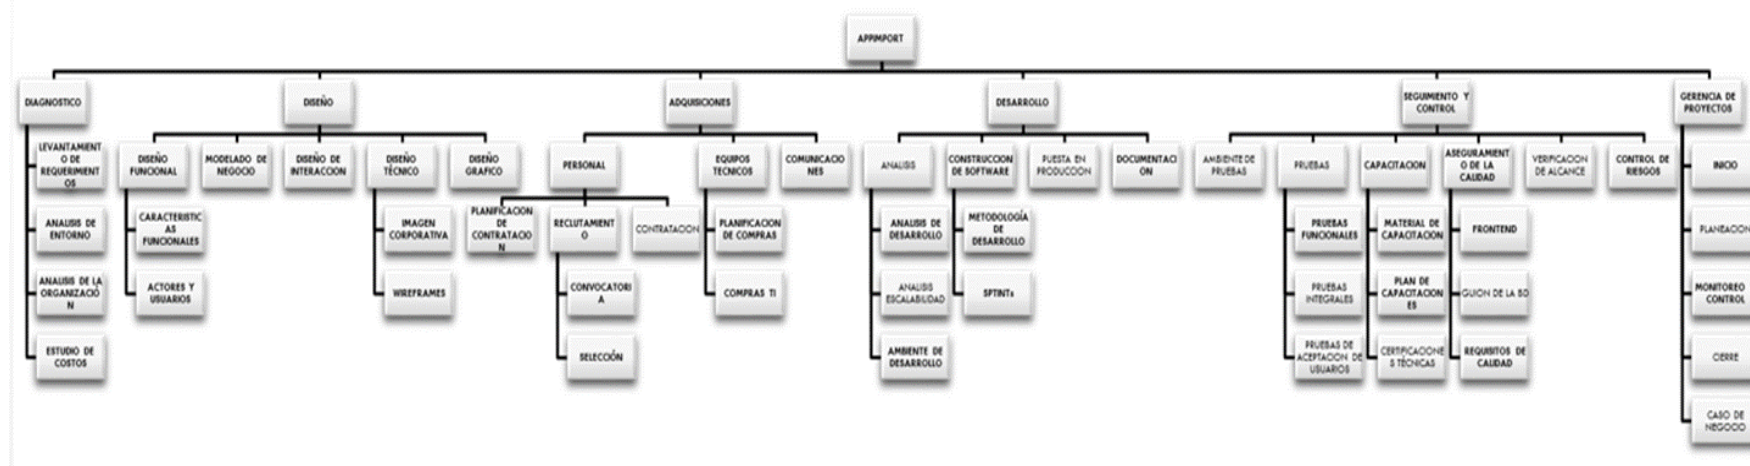 APPIMPORT
DIAGNOSTICO
LEVANTAMIENT
O DE
REQUERIMIENT
OS
ANALISIS DE
ENTORNO
ANALISIS DE LA
ORGANIZACIÓ
N
ESTUDIO DE
COSTOS
DISEÑO
DISEÑO
FUNCIONAL
CARACTERISTIC
AS
FUNCIONALES
ACTORES Y
USUARIOS
MODELADO DE
NEGOCIO
DISEÑO DE
INTERACCION
DISEÑO
TÉCNICO
IMAGEN
CORPORATIVA
WIREFRAMES
DISEÑO
GRAFICO
ADQUISICIONES
PERSONAL
PLANIFICACION
DE
CONTRATACIO
N
RECLUTAMIENT
O
CONVOCATORI
A
SELECCIÓN
CONTRATACION
EQUIPOS
TECNICOS
PLANIFICACION
DE COMPRAS
COMPRAS TI
COMUNICACIO
NES
DESARROLLO
ANALISIS
ANALISIS DE
DESARROLLO
ANALISIS
ESCALABILIDAD
AMBIENTE DE
DESARROLLO
CONSTRUCCION
DE SOFTWARE
METODOLOGÍA
DE
DESARROLLO
SPTINTs
PUESTA EN
PRODUCCION
DOCUMENTACI
ON
SEGUIMIENTO Y
CONTROL
AMBIENTE DE
PRUEBAS
PRUEBAS
PRUEBAS
FUNCIONALES
PRUEBAS
INTEGRALES
PRUEBAS DE
ACEPTACION DE
USUARIOS
CAPACITACION
MATERIAL DE
CAPACITACION
PLAN DE
CAPACITACION
ES
CERTIFICACIONE
S TÉCNICAS
ASEGURAMIENT
O DE LA
CALIDAD
FRONTEND
GUION DE LA BD
REQUISITOS DE
CALIDAD
VERIFICACION
DE ALCANCE
CONTROL DE
RIESGOS
GERENCIA DE
PROYECTOS
INICIO
PLANEACION
MONITOREO
CONTROL
CIERRE
CASO DE
NEGOCIO